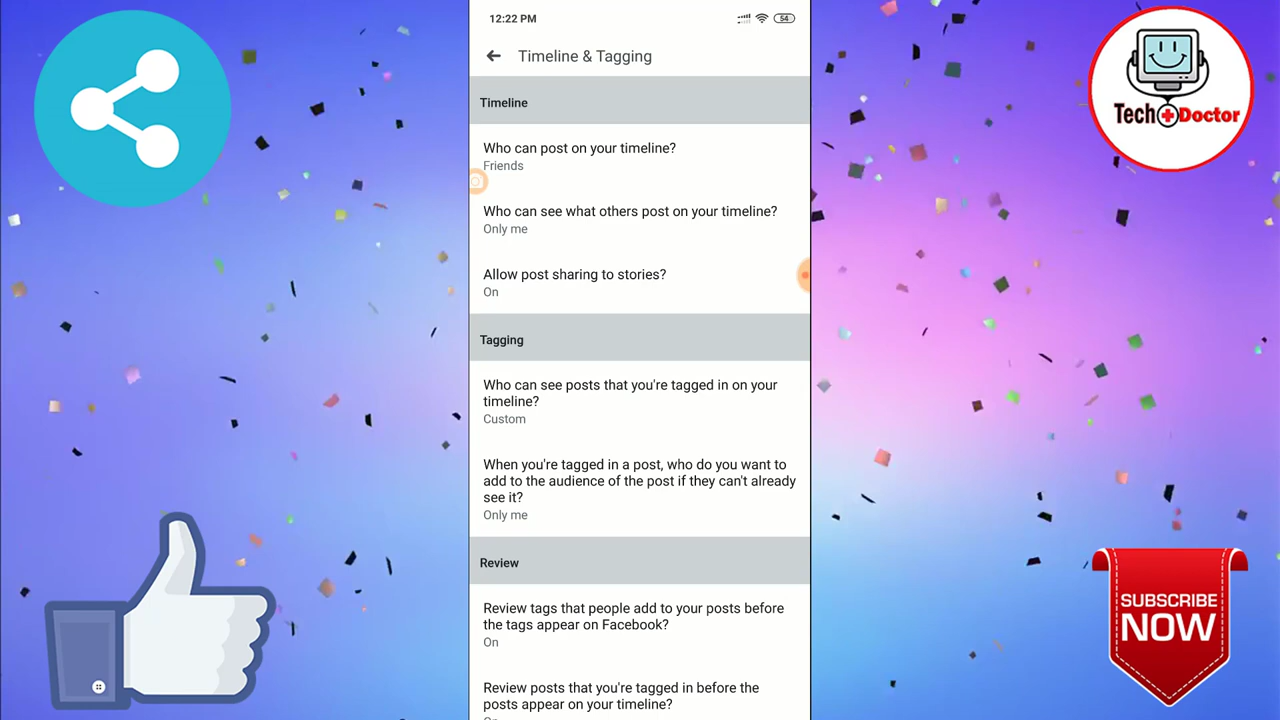 12:22 PM
54
Timeline & Tagging
Timeline
Who can post on your timeline?
Friends
Who can see what others post on your timeline?
Only me
Allow post sharing to stories?
On
Tagging
Who can see posts that you're tagged in on your
timeline?
Custom
When you're tagged in a post, who do you want to
add to the audience of the post if they can't already
see it?
Only me
Review
Review tags that people add to your posts before
the tags appear on Facebook?
On
Review posts that you're tagged in before the
posts appear on your timeline?
Tech Doctor
SUBSCRIBE
NOW